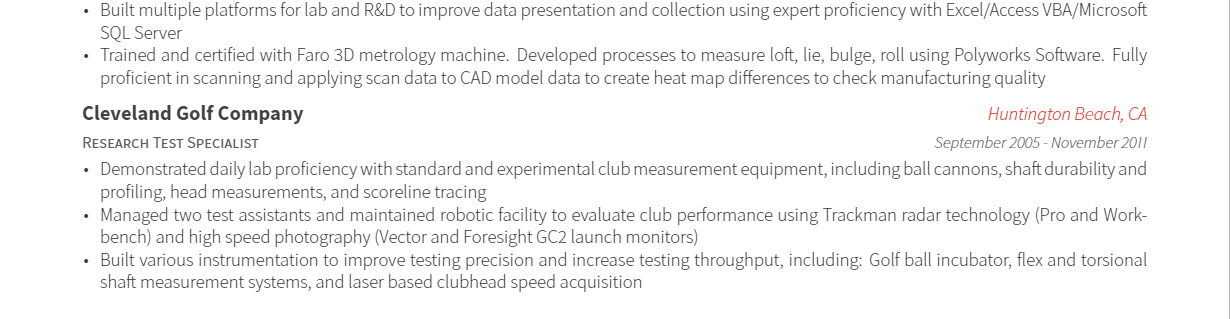 • Built multiple platforms for lab and R&D to improve data presentation and collection using expert proficiency with Excel/Access VBA/Microsoft
SQL Server
• Trained and certified with Faro 3D metrology machine. Developed processes to measure loft, lie, bulge, roll using Polyworks Software. Fully
proficient in scanning and applying scan data to CAD model data to create heat map differences to check manufacturing quality
Cleveland Golf Company Huntington Beach, CA
Research Test Specialist September 2005 - November 2011
• Demonstrated daily lab proficiency with standard and experimental club measurement equipment, including ball cannons, shaft durability and
profiling, head measurements, and scoreline tracing
• Managed two test assistants and maintained robotic facility to evaluate club performance using Trackman radar technology (Pro and Work-
bench) and high speed photography (Vector and Foresight GC2 launch monitors)
• Built various instrumentation to improve testing precision and increase testing throughput, including: Golf ball incubator, flex and torsional
shaft measurement systems, and laser based clubhead speed acquisition